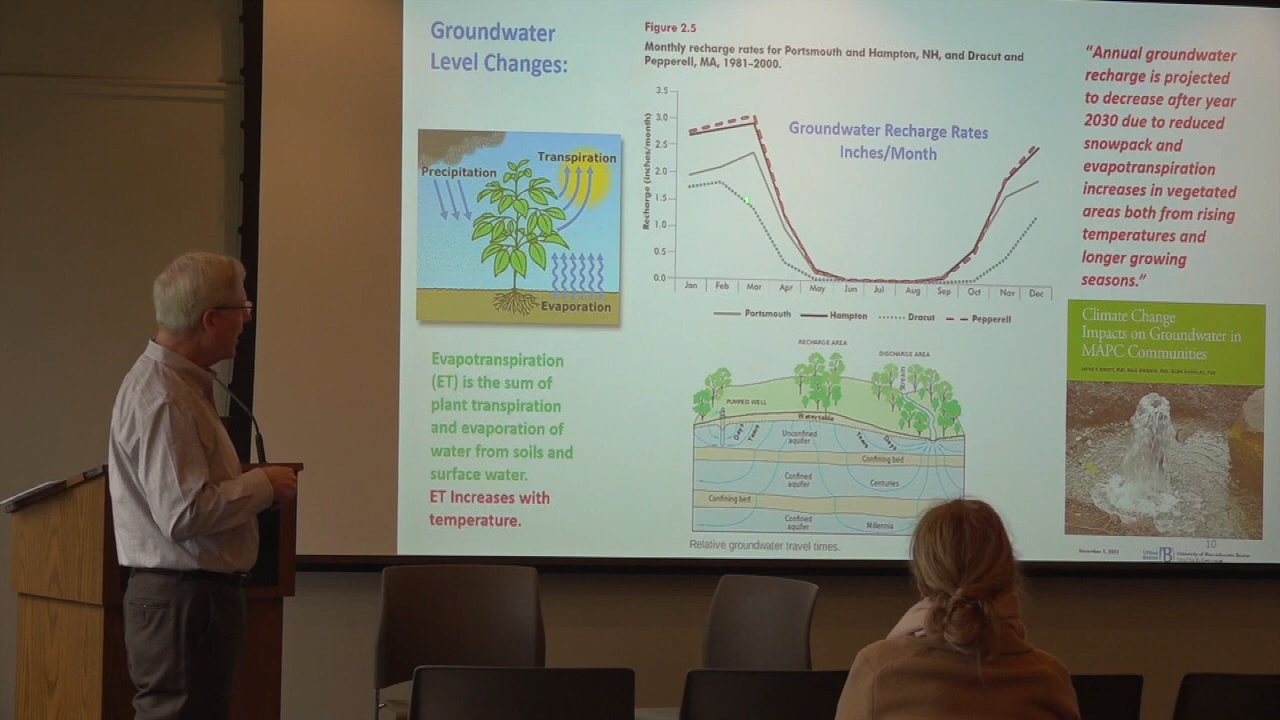 Groundwater
Level Changes:
Precipitation
Transpiration
Evaporation
Evapotranspiration
(ET) is the sum of
plant transpiration
and evaporation of
water from soils and
surface water.
ET Increases with
temperature.
Figure 2.5
Monthly recharge rates for Portsmouth and Hampton, NH, and Dracut and
Pepperell, MA, 1981–2000.
Groundwater Recharge Rates
Inches/Month
Recharge (inches/month)
3.5
3.0
2.5
2.0
1.5
1.0
0.5
0.0
Jan Feb Mar Apr May Jun Jul Aug Sep Oct Nov Dec
Portsmouth Hampton Dracut Pepperell
RECHARGE AREA
DISCHARGE AREA
Stream
PUMPED WELL
Watertable
Days
Years
Unconfined
aquifer
Years
Days
Confining bed
Confined
aquifer
Centuries
Confining bed
Confined
aquifer
Millennia
Relative groundwater travel times.
“Annual groundwater
recharge is projected
to decrease after year
2030 due to reduced
snowpack and
evapotranspiration
increases in vegetated
areas both from rising
temperatures and
longer growing
seasons.”
Climate Change
Impacts on Groundwater in
MAPC Communities
10
University of Massachusetts Boston